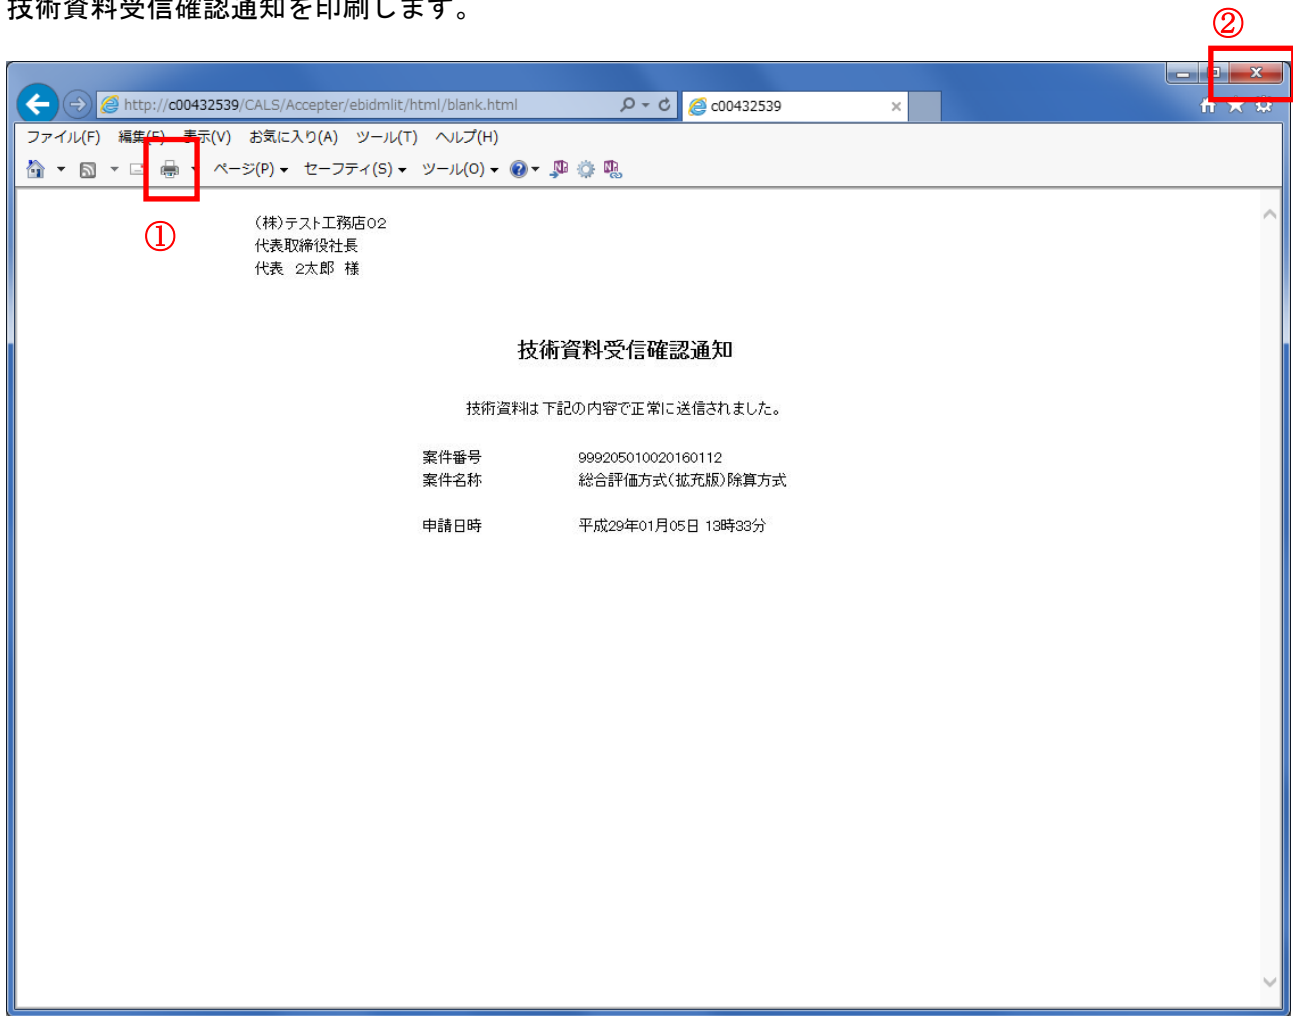 技術資料受信確認通知を印刷します。
②
http://c00432539/CALS/Accepter/ebidmlit/html/blank.html
c00432539
ファイル(F) 編集(E) 表示(V) お気に入り(A) ツール(T) ヘルプ(H)
ページ(P) セーフティ(S) ツール(O)
①
(株)テスト工務店02
代表取締役社長
代表 2太郎 様
技術資料受信確認通知
技術資料は下記の内容で正常に送信されました。
案件番号 999205010020160112
案件名称 総合評価方式(拡充版)除算方式
申請日時 平成29年01月05日 13時33分